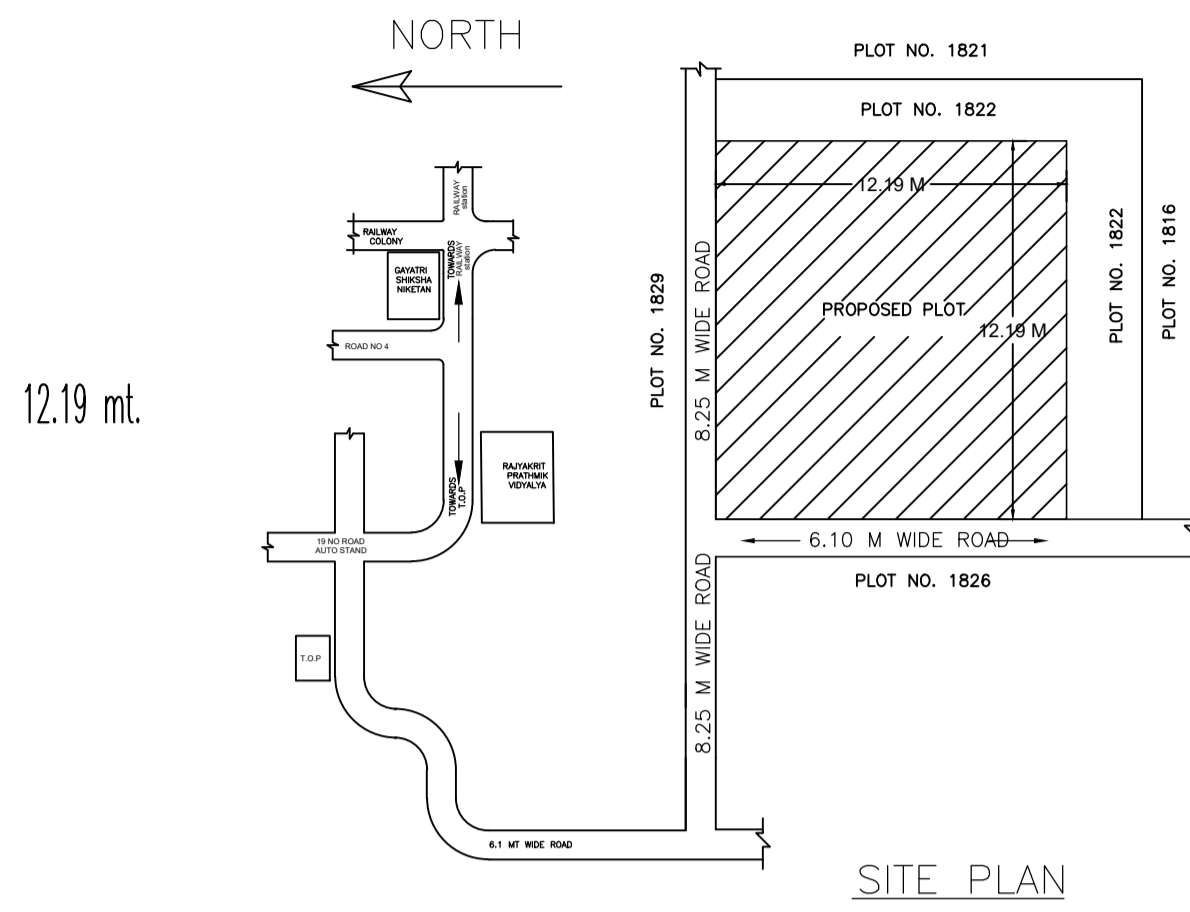 NORTH
PLOT NO. 1821
PLOT NO. 1822
12.19 M
RAILWAY
station
RAILWAY
COLONY
TOWARDS
RAILWAY
station
GAYATRI
SHIKSHA
NIKETAN
ROAD NO 4
12.19 mt.
PLOT NO. 1829
8.25 M WIDE ROAD
PROPOSED PLOT
12.19 M
PLOT NO. 1822
PLOT NO. 1816
RAJYAKRIT
PRATHMIK
VIDYALYA
TOWARDS
T.O.P
19 NO ROAD
AUTO STAND
6.10 M WIDE ROAD
PLOT NO. 1826
8.25 M WIDE ROAD
T.O.P
6.1 MT WIDE ROAD
SITE PLAN